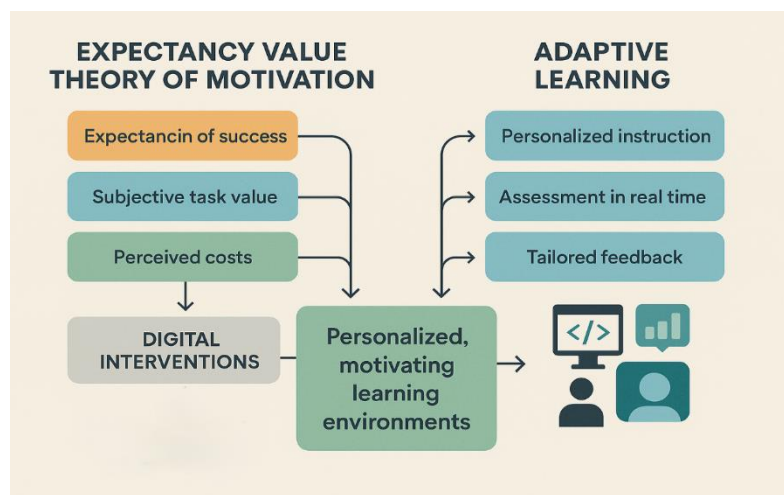 EXPECTANCY VALUE
THEORY OF MOTIVATION
ADAPTIVE
LEARNING
Expectancin of success
Subjective task value
Perceived costs
Personalized instruction
Assessment in real time
Tailored feedback
DIGITAL
INTERVENTIONS
Personalized,
motivating
learning
environments
</>